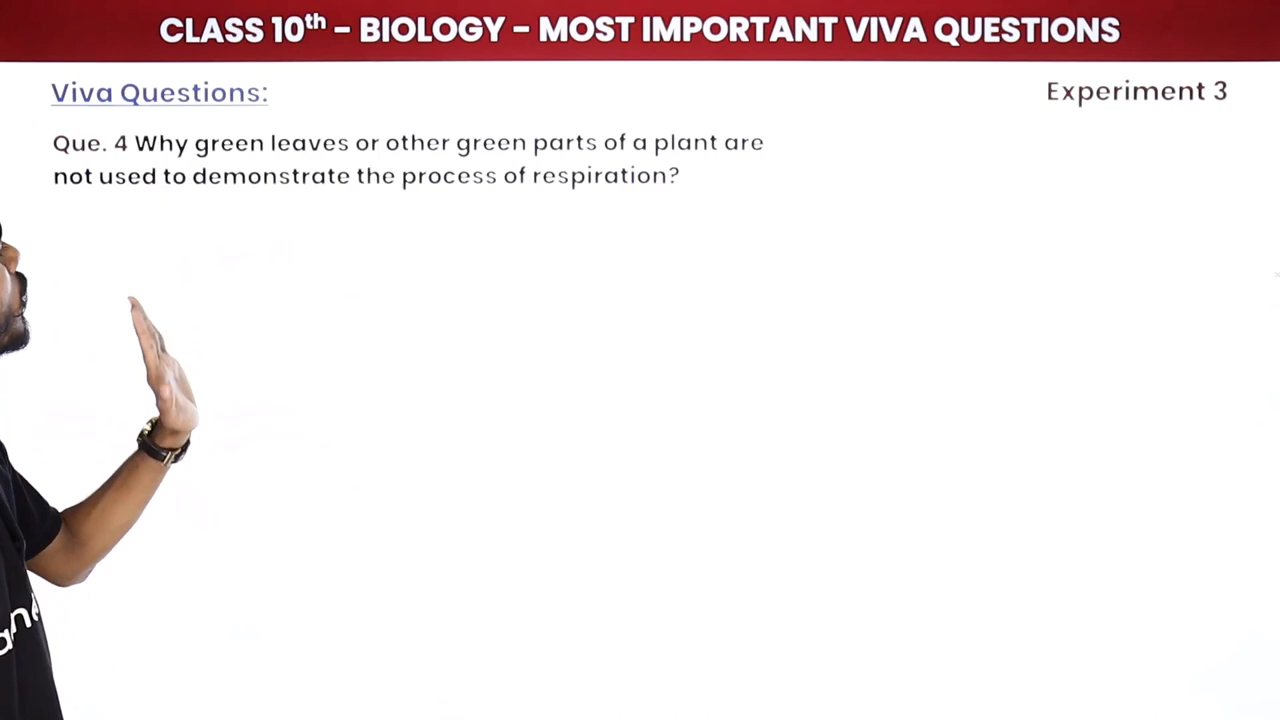 CLASS 10th - BIOLOGY - MOST IMPORTANT VIVA QUESTIONS
Viva Questions:
Experiment 3
Que. 4 Why green leaves or other green parts of a plant are
not used to demonstrate the process of respiration?